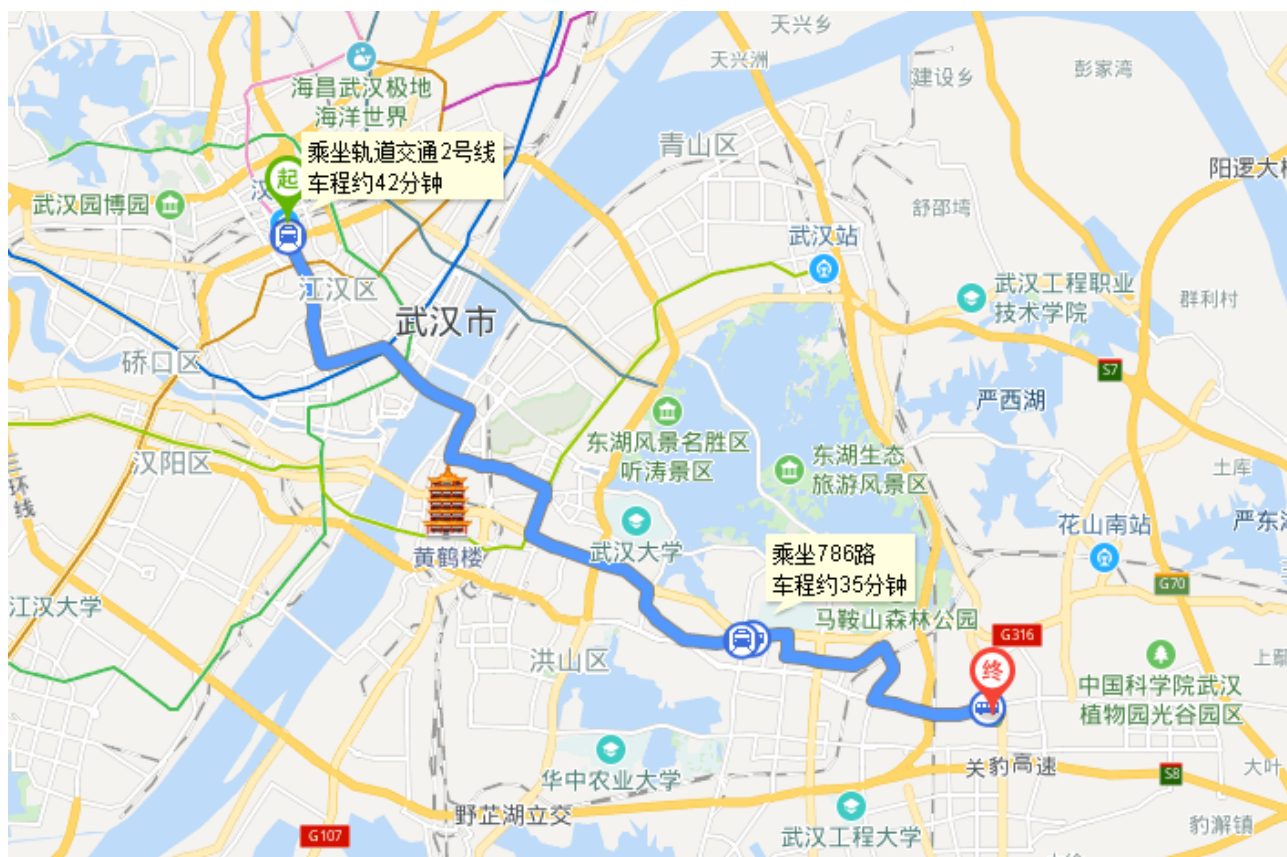 天兴乡
天兴洲
建设乡
彭家湾
海昌武汉极地
海洋世界
青山区
乘坐轨道交通2号线
车程约42分钟
起
汉
阳逻大
武汉园博园
舒邵塆
武汉站
江汉区
武汉工程职业
技术学院
群利村
武汉市
硚口区
S7
严西湖
东湖风景名胜区
听涛景区
东湖生态
旅游风景区
汉阳区
三环线
土库
花山南站
严东湖
武汉大学
黄鹤楼
乘坐786路
车程约35分钟
G70
江汉大学
马鞍山森林公园
G316
洪山区
终
中国科学院武汉
植物园光谷园区
华中农业大学
关豹高速
S8
大叶
野芷湖立交
G107
武汉工程大学
豹澥镇